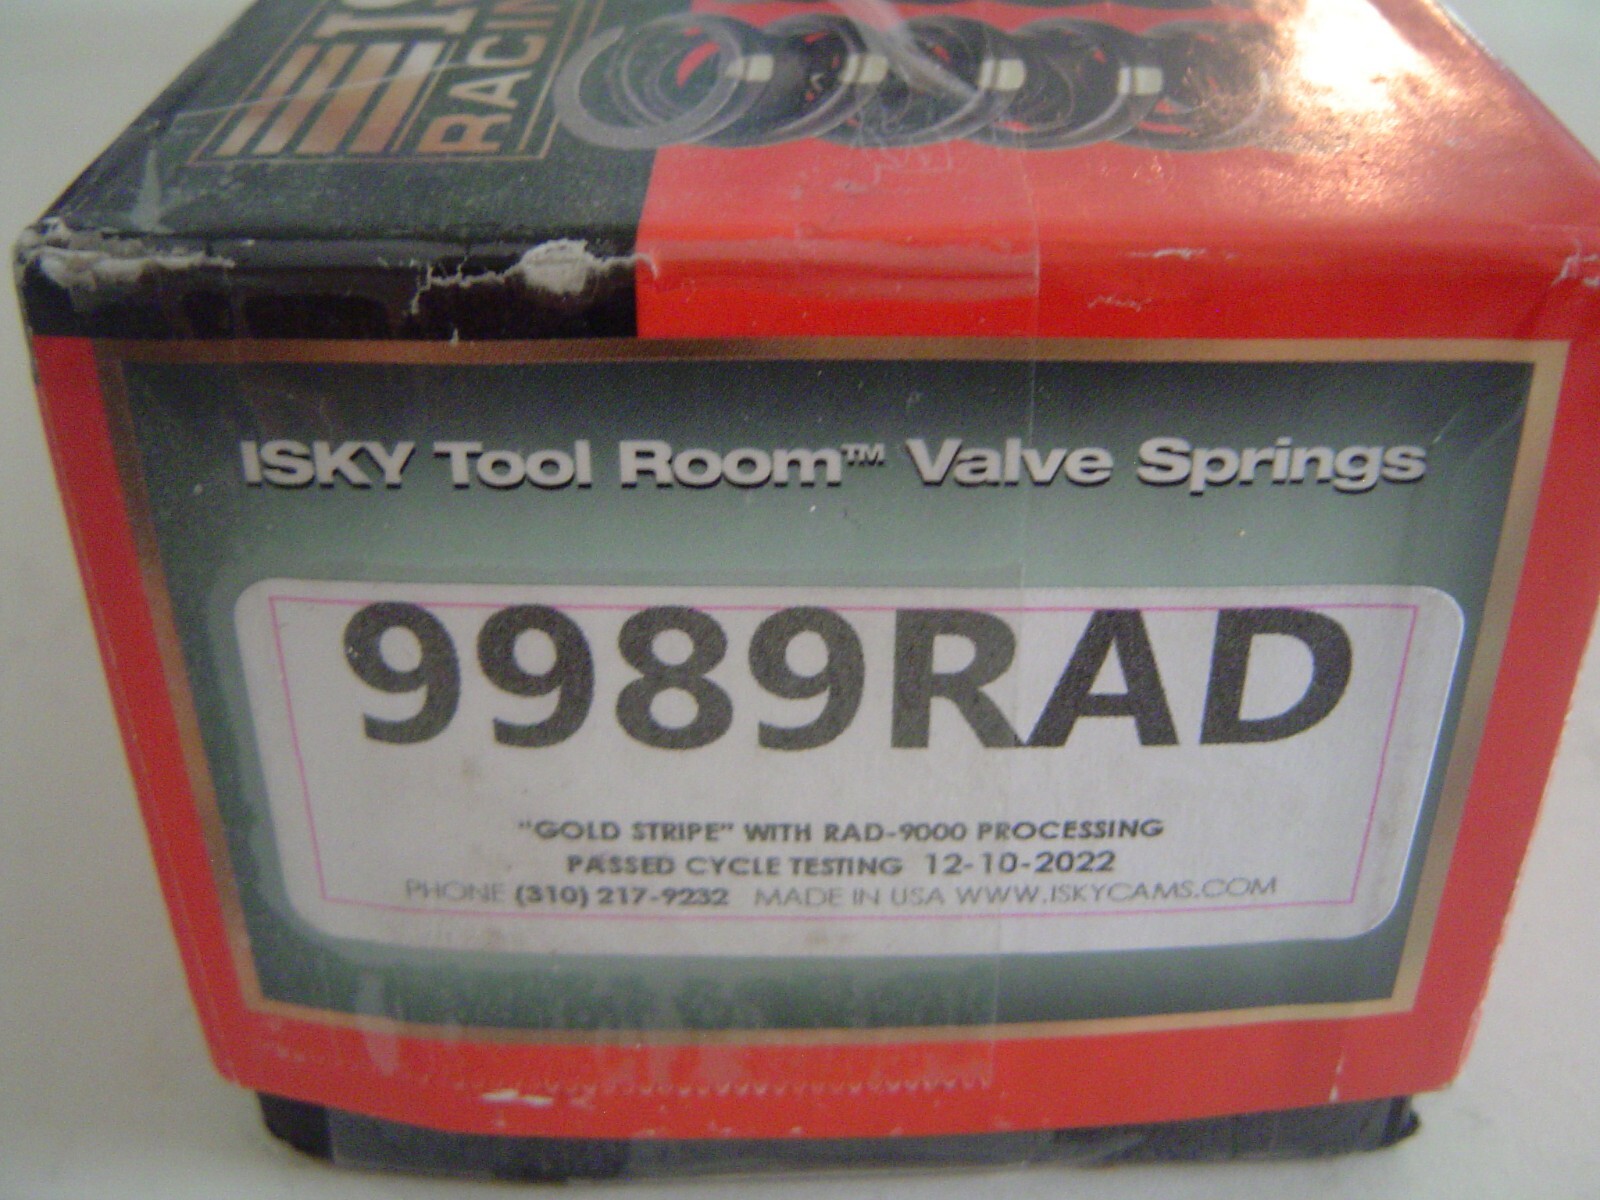 RACIN
ISKY Tool Room™ Valve Springs
9989RAD
"GOLD STRIPE" WITH RAD-9000 PROCESSING
PASSED CYCLE TESTING 12-10-2022
PHONE (310) 217-9232 MADE IN USA WWW.ISKYCAMS.COM